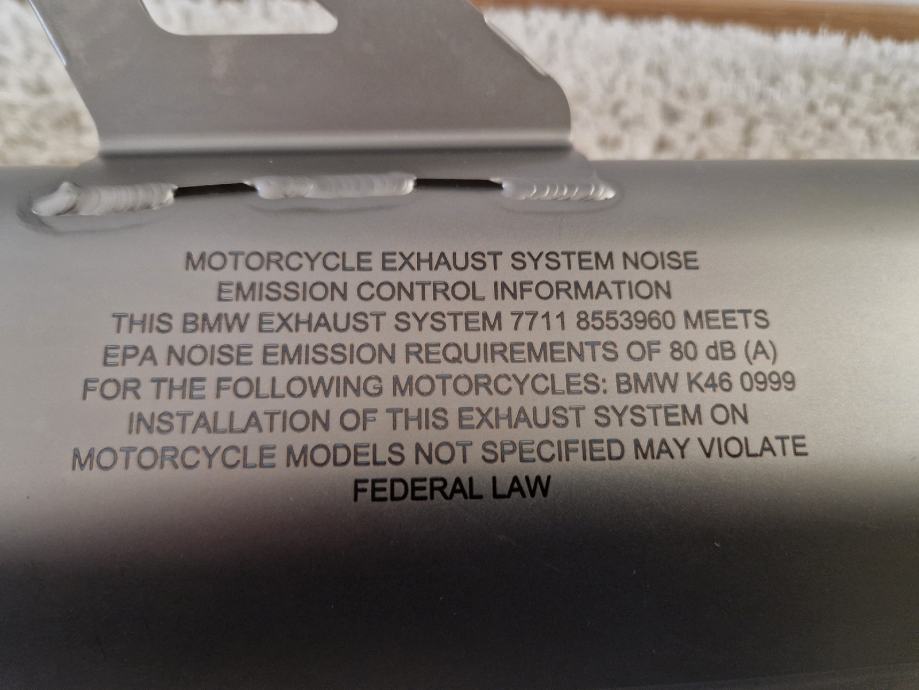 MOTORCYCLE EXHAUST SYSTEM NOISE
EMISSION CONTROL INFORMATION
THIS BMW EXHAUST SYSTEM 7711 8553960 MEETS
EPA NOISE EMISSION REQUIREMENTS OF 80 dB (A)
FOR THE FOLLOWING MOTORCYCLES: BMW K46 0999
INSTALLATION OF THIS EXHAUST SYSTEM ON
MOTORCYCLE MODELS NOT SPECIFIED MAY VIOLATE
FEDERAL LAW